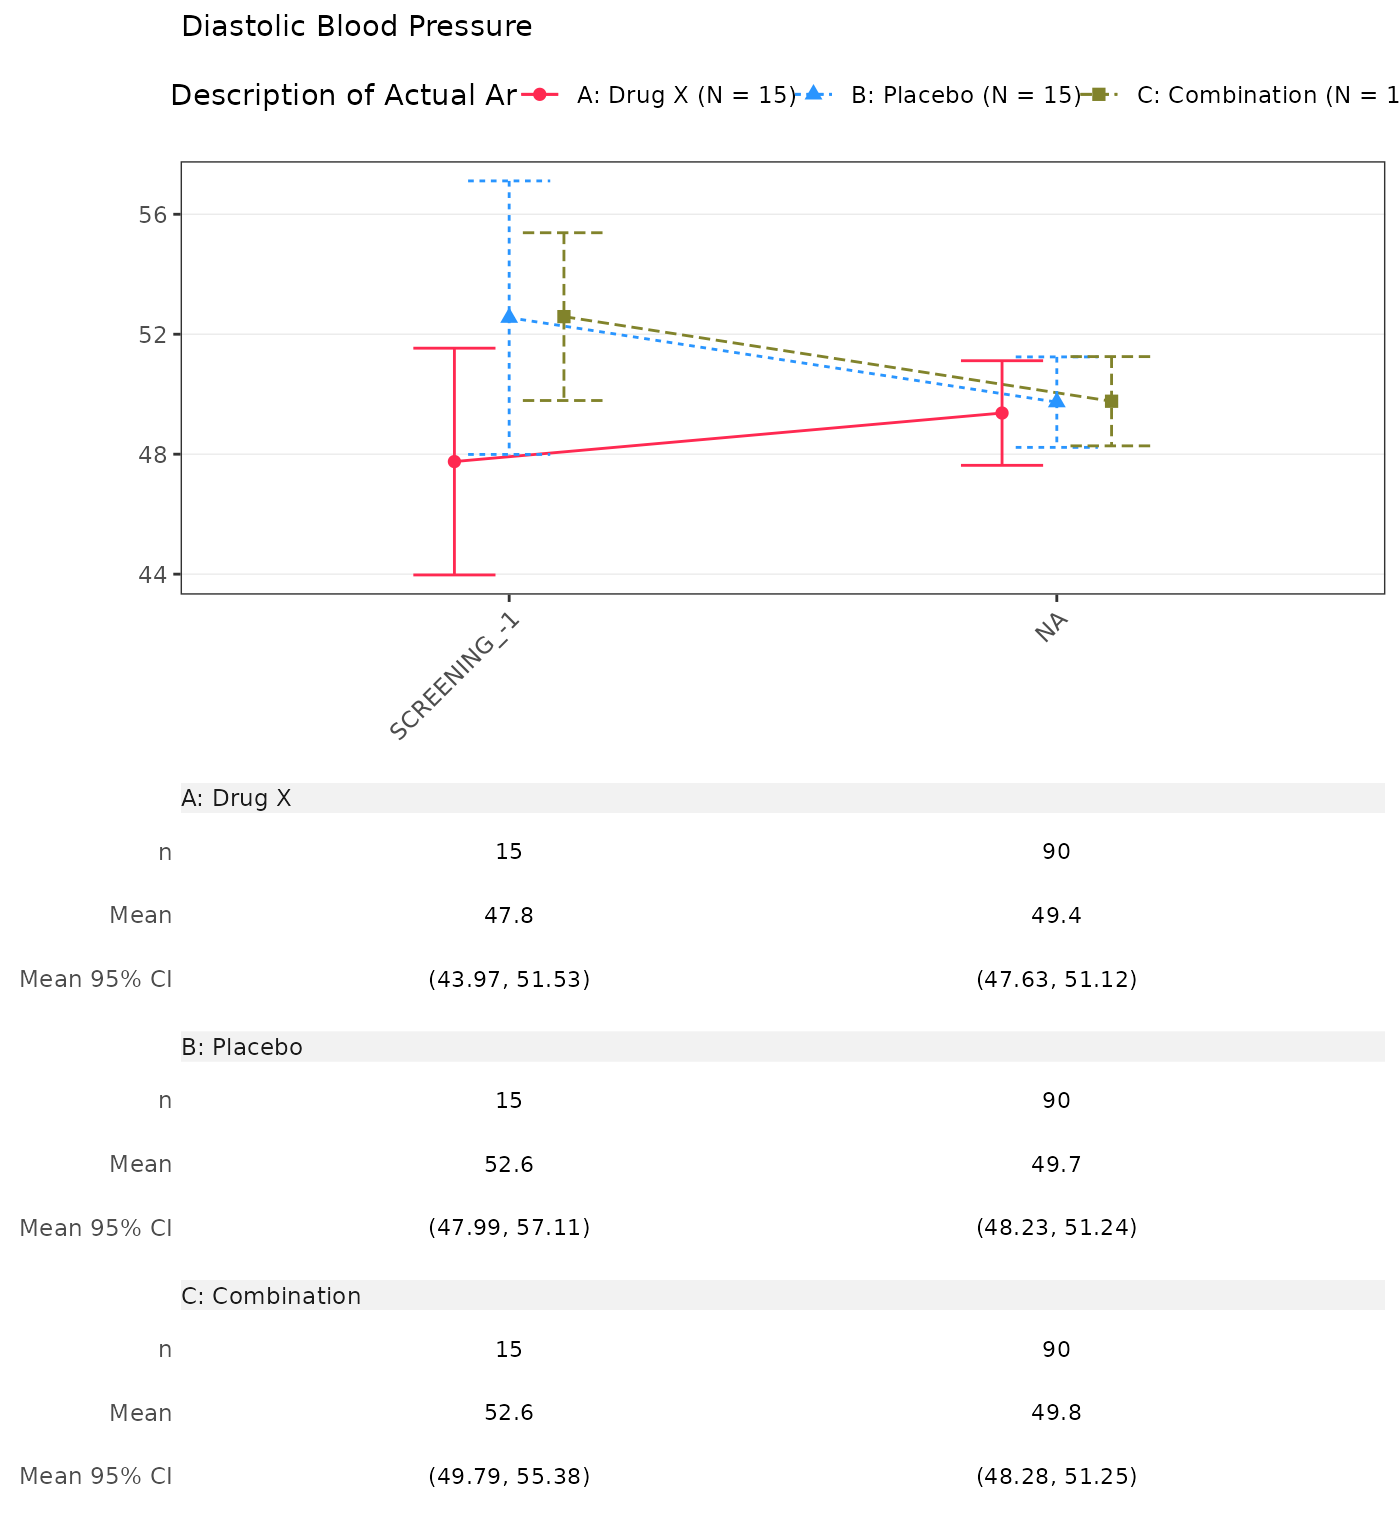 Diastolic Blood Pressure
Description of Actual Ar A: Drug X (N = 15) B: Placebo (N = 15) C: Combination (N = 1
56
52
48
44
SCREENING_-1 NA
A: Drug X
n 15 90
Mean 47.8 49.4
Mean 95% CI (43.97, 51.53) (47.63, 51.12)
B: Placebo
n 15 90
Mean 52.6 49.7
Mean 95% CI (47.99, 57.11) (48.23, 51.24)
C: Combination
n 15 90
Mean 52.6 49.8
Mean 95% CI (49.79, 55.38) (48.28, 51.25)